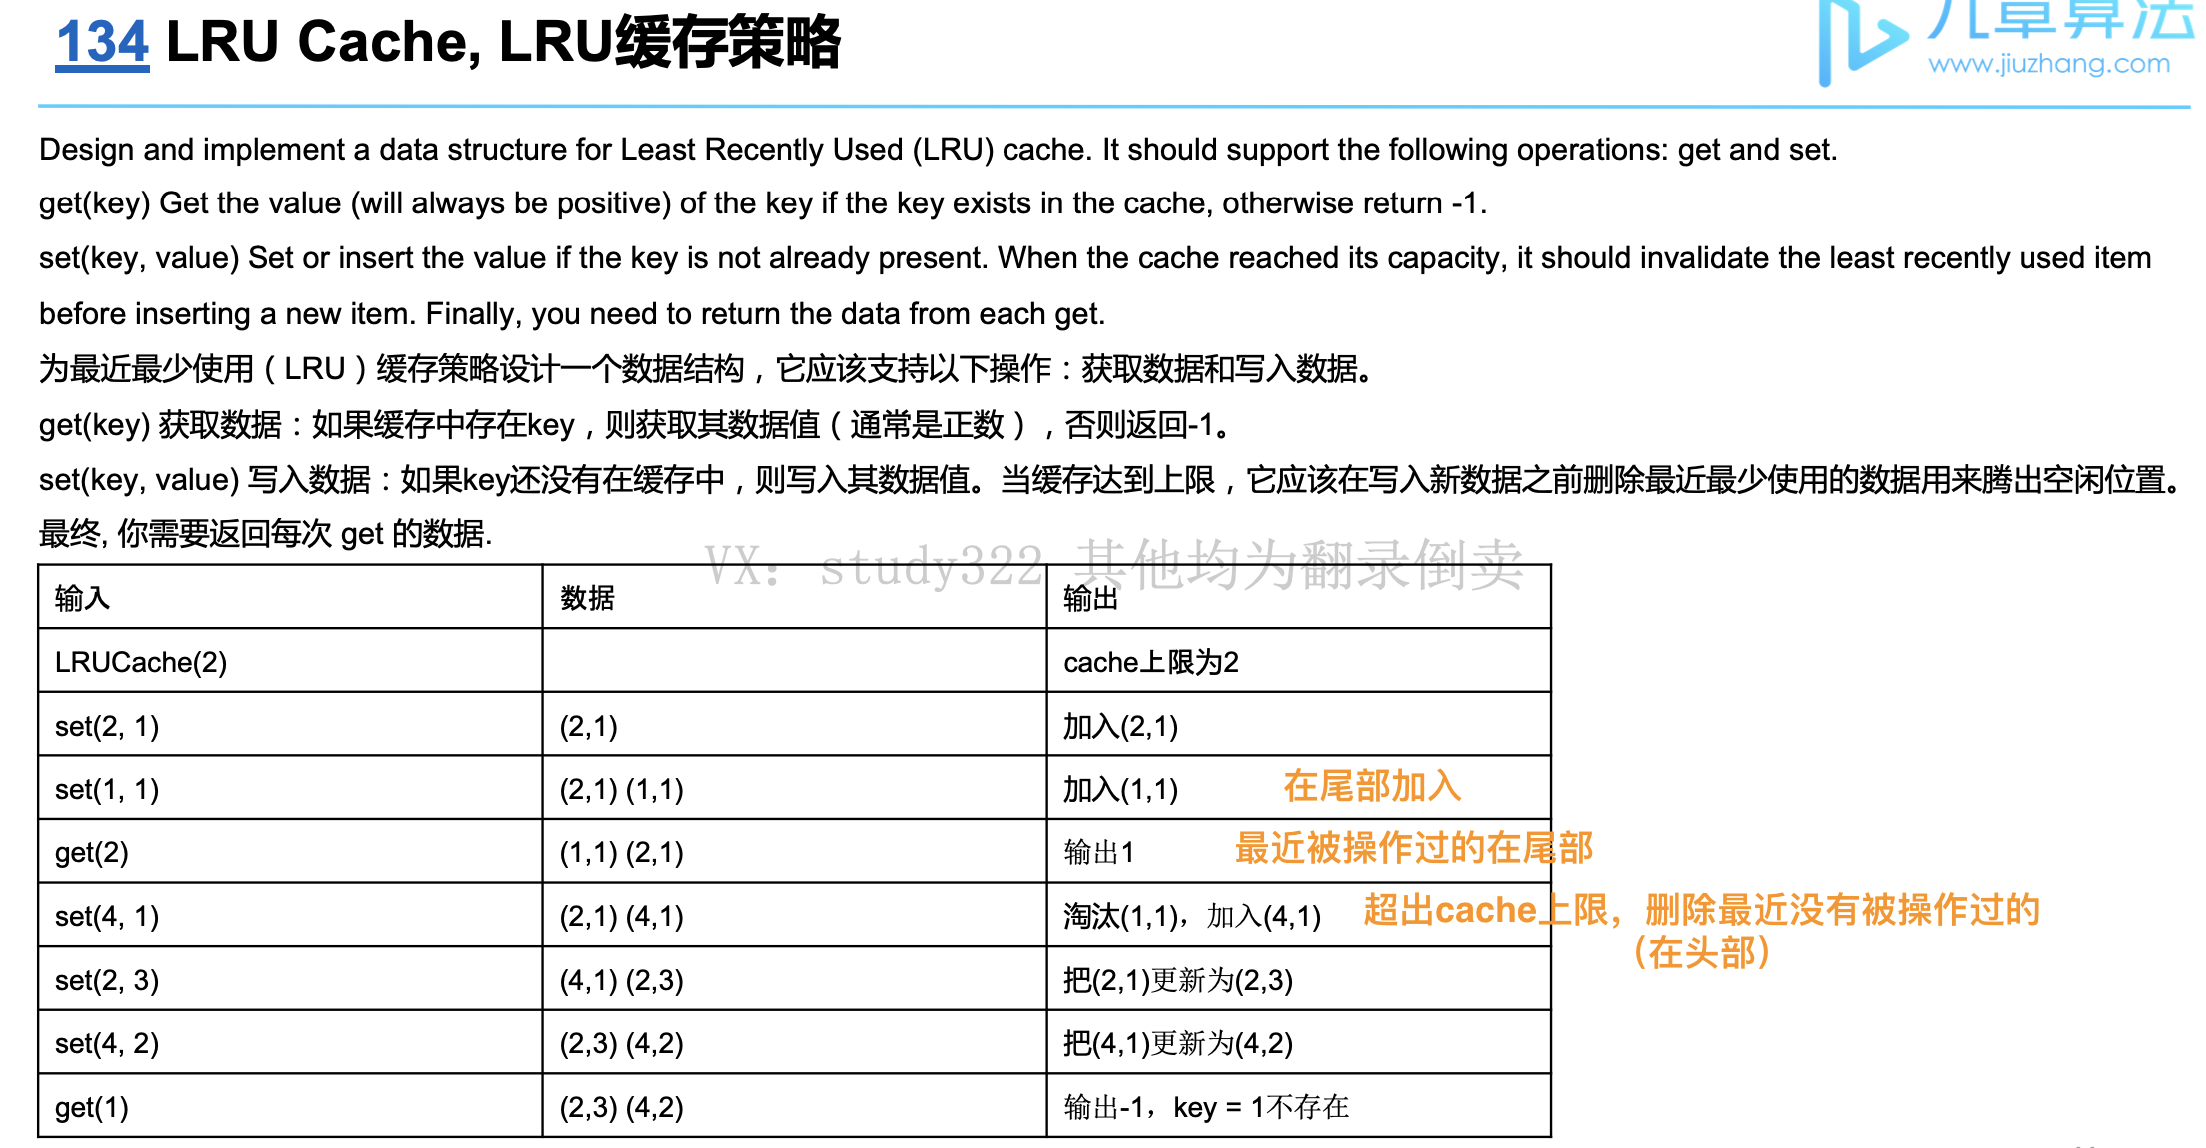 134 LRU Cache, LRU缓存策略
九章算法
www.jiuzhang.com
Design and implement a data structure for Least Recently Used (LRU) cache. It should support the following operations: get and set.
get(key) Get the value (will always be positive) of the key if the key exists in the cache, otherwise return -1.
set(key, value) Set or insert the value if the key is not already present. When the cache reached its capacity, it should invalidate the least recently used item
before inserting a new item. Finally, you need to return the data from each get.
为最近最少使用（LRU）缓存策略设计一个数据结构，它应该支持以下操作：获取数据和写入数据。
get(key) 获取数据：如果缓存中存在key，则获取其数据值（通常是正数），否则返回-1。
set(key, value) 写入数据：如果key还没有在缓存中，则写入其数据值。当缓存达到上限，它应该在写入新数据之前删除最近最少使用的数据用来腾出空闲位置。
最终, 你需要返回每次 get 的数据.
VX：study322 其他均为翻录倒卖
输入 数据 输出
LRUCache(2) cache上限为2
set(2, 1) (2,1) 加入(2,1)
set(1, 1) (2,1) (1,1) 加入(1,1) 在尾部加入
get(2) (1,1) (2,1) 输出1 最近被操作过的在尾部
set(4, 1) (2,1) (4,1) 淘汰(1,1)，加入(4,1) 超出cache上限，删除最近没有被操作过的
（在头部）
set(2, 3) (4,1) (2,3) 把(2,1)更新为(2,3)
set(4, 2) (2,3) (4,2) 把(4,1)更新为(4,2)
get(1) (2,3) (4,2) 输出-1，key = 1不存在